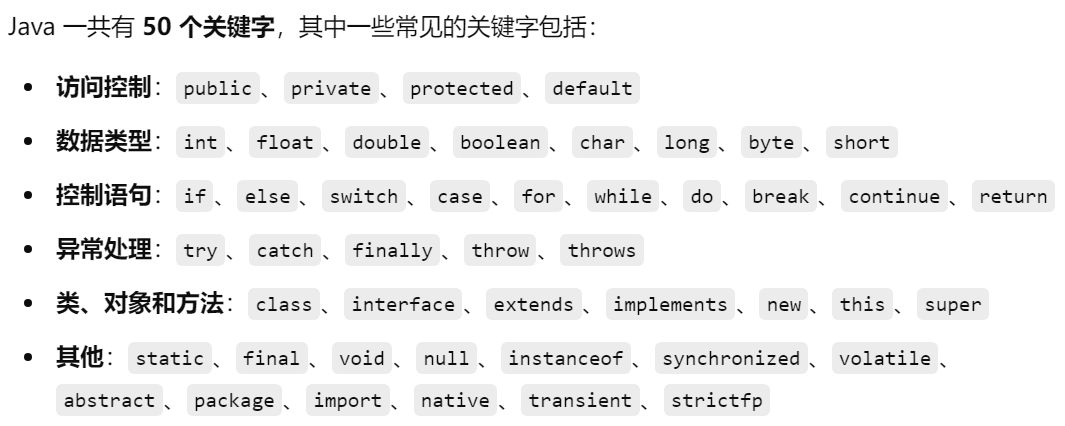 Java 一共有 50 个关键字，其中一些常见的关键字包括：
• 访问控制：public、private、protected、default
• 数据类型：int、float、double、boolean、char、long、byte、short
• 控制语句：if、else、switch、case、for、while、do、break、continue、return
• 异常处理：try、catch、finally、throw、throws
• 类、对象和方法：class、interface、extends、implements、new、this、super
• 其他：static、final、void、null、instanceof、synchronized、volatile、
abstract、package、import、native、transient、strictfp